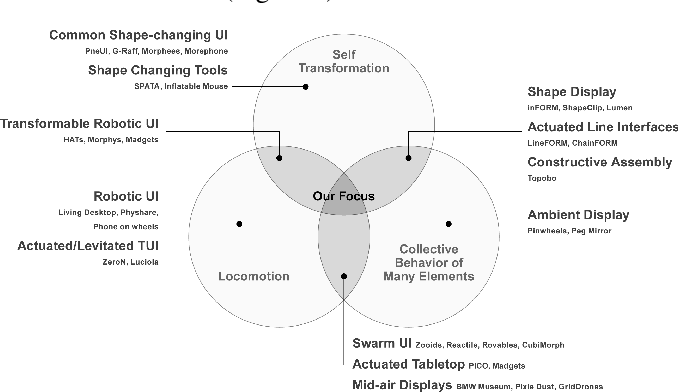 Common Shape-changing UI
PneUI, G-Raff, Morphees, Morephone
Shape Changing Tools
SPATA, Inflatable Mouse
Transformable Robotic UI
HATs, Morphys, Madgets
Robotic UI
Living Desktop, Physhare,
Phone on wheels
Actuated/Levitated TUI
ZeroN, Luciola
Self
Transformation
Our Focus
Locomotion
Collective
Behavior of
Many Elements
Shape Display
inFORM, ShapeClip, Lumen
Actuated Line Interfaces
LineFORM, ChainFORM
Constructive Assembly
Topobo
Ambient Display
Pinwheels, Peg Mirror
Swarm UI Zooids, Reactile, Rovables, CubiMorph
Actuated Tabletop PICO, Madgets
Mid-air Displays BMW Museum, Pixie Dust, GridDrones